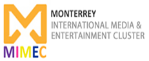 MONTERREY
INTERNATIONAL MEDIA &
ENTERTAINMENT CLUSTER
MIMEC